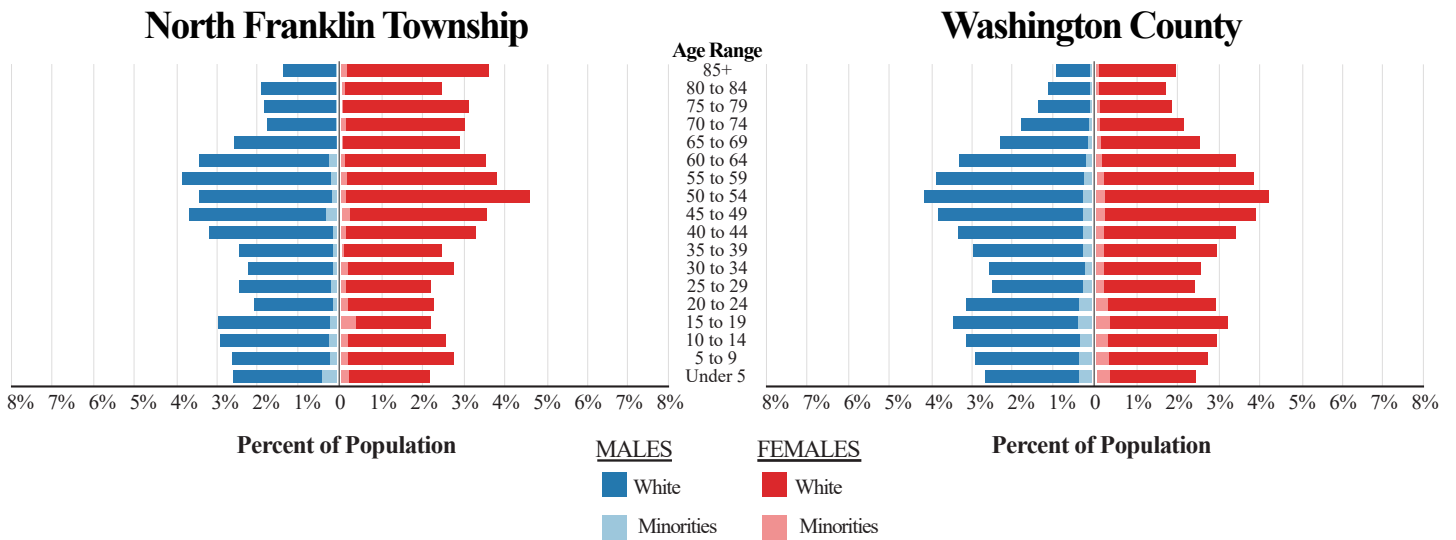 North Franklin Township
Washington County
Age Range
85+
80 to 84
75 to 79
70 to 74
65 to 69
60 to 64
55 to 59
50 to 54
45 to 49
40 to 44
35 to 39
30 to 34
25 to 29
20 to 24
15 to 19
10 to 14
5 to 9
Under 5
8% 7% 6% 5% 4% 3% 2% 1% 0 1% 2% 3% 4% 5% 6% 7% 8%
8% 7% 6% 5% 4% 3% 2% 1% 0 1% 2% 3% 4% 5% 6% 7% 8%
Percent of Population
Percent of Population
MALES
FEMALES
White
White
Minorities
Minorities